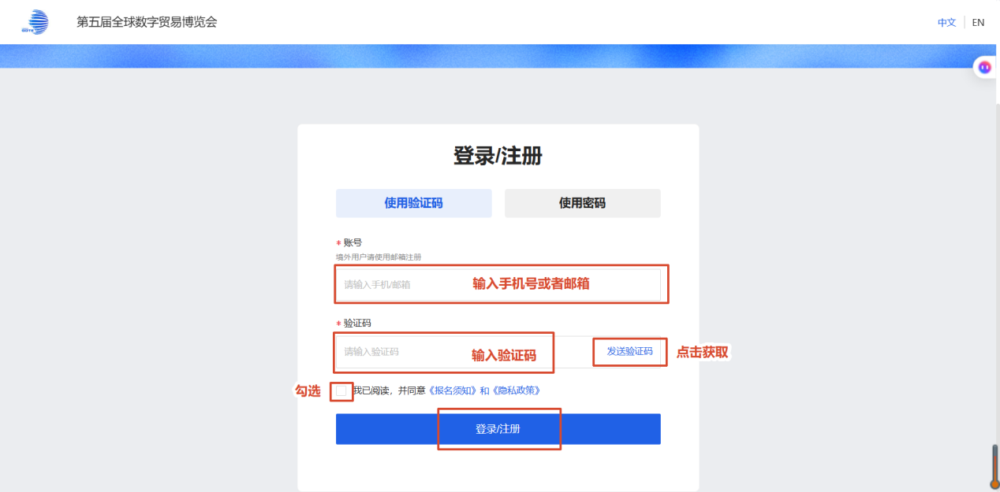 第五届全球数字贸易博览会
中文 EN
登录/注册
使用验证码 使用密码
* 账号
境外用户请使用邮箱注册
请输入手机/邮箱 输入手机号或者邮箱
* 验证码
请输入验证码 输入验证码 发送验证码 点击获取
勾选 我已阅读，并同意《报名须知》和《隐私政策》
登录/注册